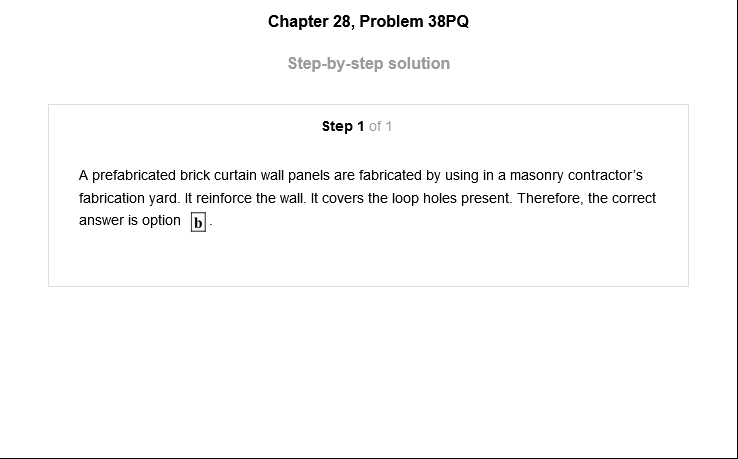 Chapter 28, Problem 38PQ
Step-by-step solution
Step 1 of 1
A prefabricated brick curtain wall panels are fabricated by using in a masonry contractor's
fabrication yard. It reinforce the wall. It covers the loop holes present. Therefore, the correct
answer is option b.